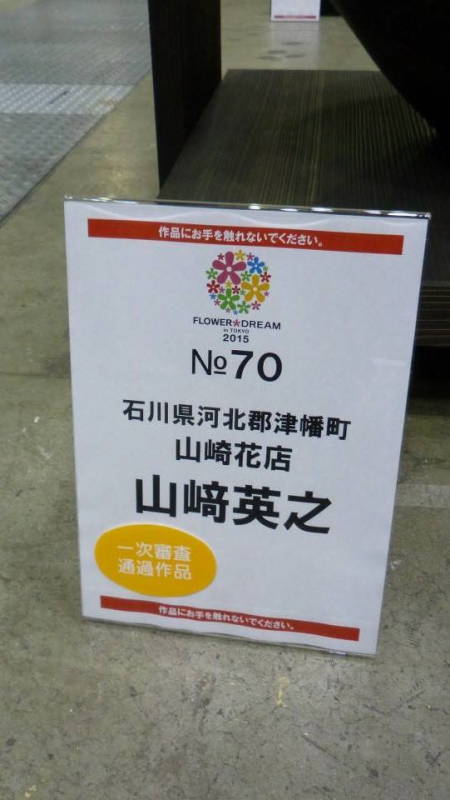 作品にお手を触れないでください。
FLOWER★DREAM
in TOKYO
2015
№70
石川県河北郡津幡町
山崎花店
山﨑英之
一次審査
通過作品
作品にお手を触れないでください。